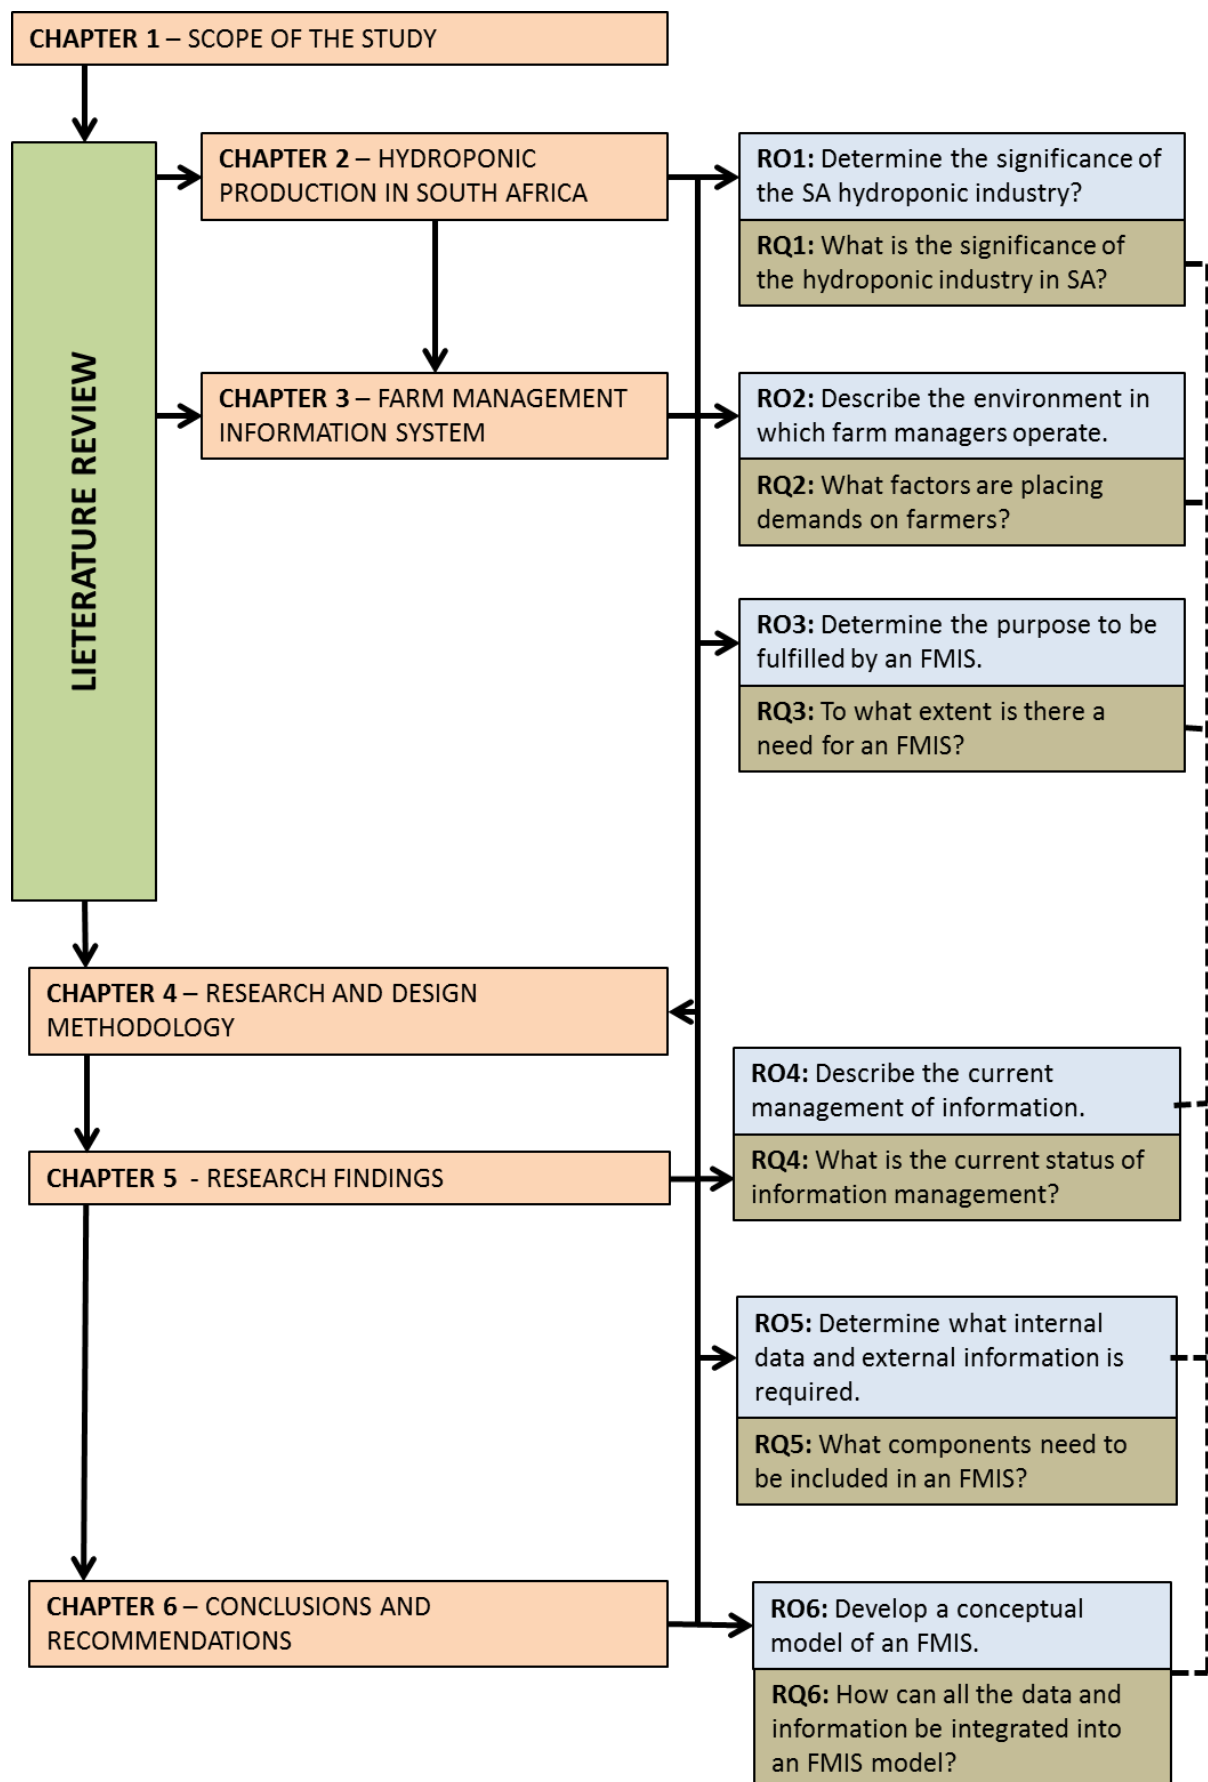 CHAPTER 1 – SCOPE OF THE STUDY
LIETERATURE REVIEW
CHAPTER 2 – HYDROPONIC
PRODUCTION IN SOUTH AFRICA
RO1: Determine the significance of
the SA hydroponic industry?
RQ1: What is the significance of
the hydroponic industry in SA?
CHAPTER 3 – FARM MANAGEMENT
INFORMATION SYSTEM
RO2: Describe the environment in
which farm managers operate.
RQ2: What factors are placing
demands on farmers?
RO3: Determine the purpose to be
fulfilled by an FMIS.
RQ3: To what extent is there a
need for an FMIS?
CHAPTER 4 – RESEARCH AND DESIGN
METHODOLOGY
RO4: Describe the current
management of information.
RQ4: What is the current status of
information management?
CHAPTER 5 - RESEARCH FINDINGS
RO5: Determine what internal
data and external information is
required.
RQ5: What components need to
be included in an FMIS?
CHAPTER 6 – CONCLUSIONS AND
RECOMMENDATIONS
RO6: Develop a conceptual
model of an FMIS.
RQ6: How can all the data and
information be integrated into
an FMIS model?